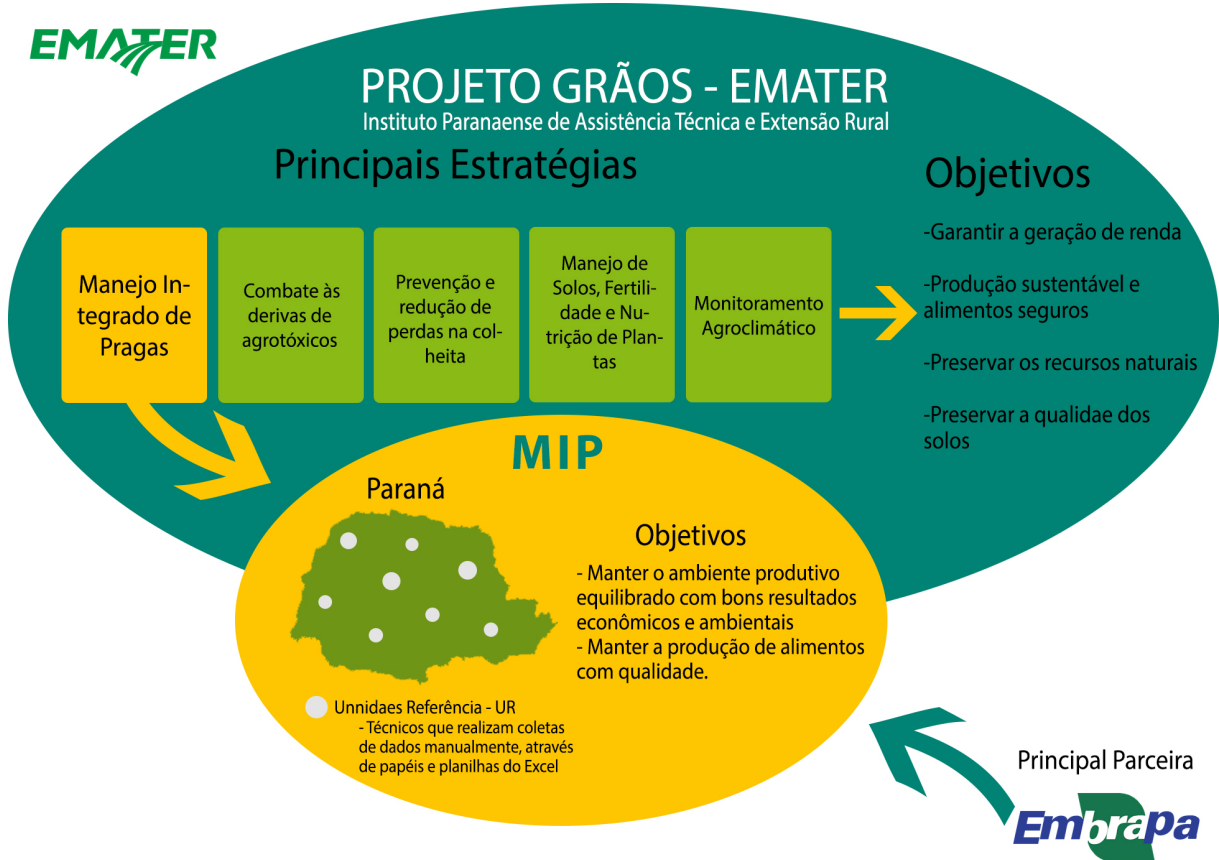 EMATER
PROJETO GRÃOS - EMATER
Instituto Paranaense de Assistência Técnica e Extensão Rural
Principais Estratégias
Manejo In-
tegrado de
Pragas
Combate às
derivas de
agrotóxicos
Prevenção e
redução de
perdas na col-
heita
Manejo de
Solos, Fertili-
dade e Nu-
trição de Plan-
tas
Monitoramento
Agroclimático
Objetivos
-Garantir a geração de renda
-Produção sustentável e
alimentos seguros
-Preservar os recursos naturais
-Preservar a qualidae dos
solos
MIP
Paraná
Unnidaes Referência - UR
- Técnicos que realizam coletas
de dados manualmente, através
de papéis e planilhas do Excel
Objetivos
- Manter o ambiente produtivo
equilibrado com bons resultados
econômicos e ambientais
- Manter a produção de alimentos
com qualidade.
Principal Parceira
Embrapa